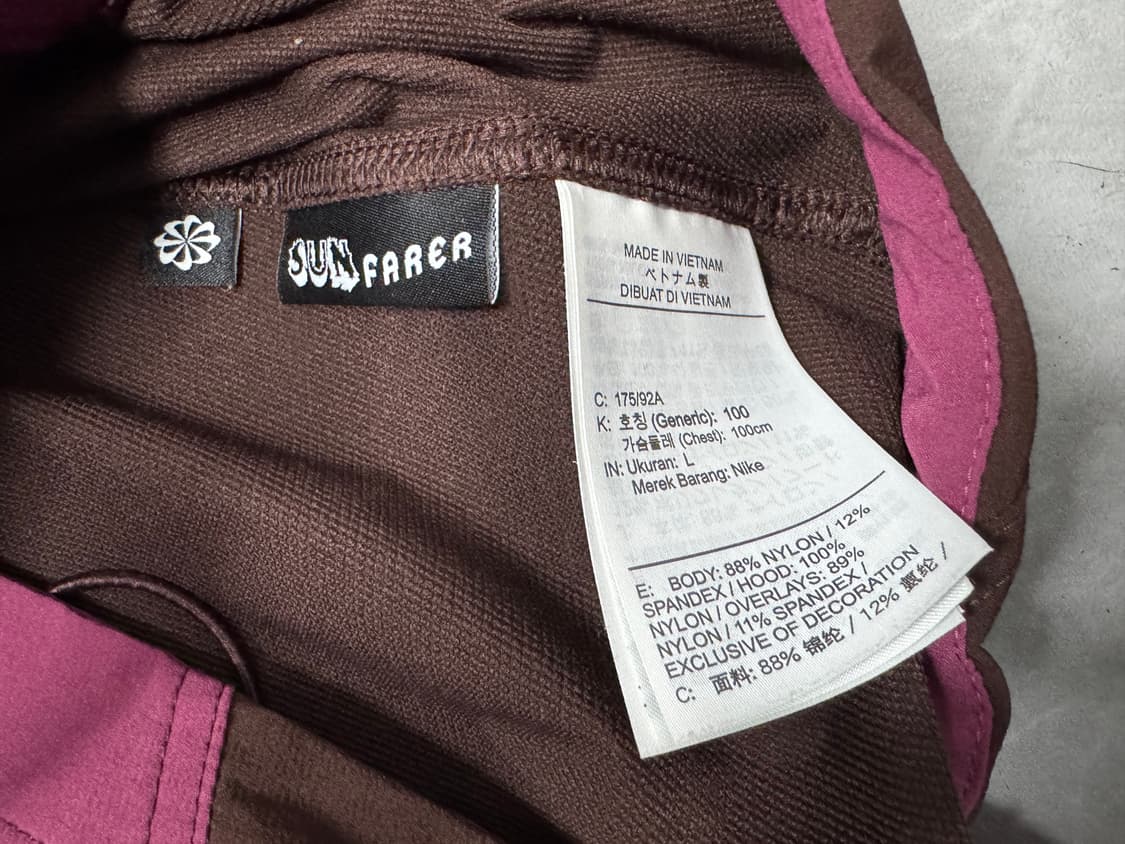 SUN FARER
MADE IN VIETNAM
ベトナム製
DIBUAT DI VIETNAM
C: 175/92A
K: 호칭 (Generic): 100
가슴둘레 (Chest): 100cm
IN: Ukuran: L
Merek Barang: Nike
E: BODY: 88% NYLON / 12%
SPANDEX / HOOD: 100%
NYLON / OVERLAYS: 89%
NYLON / 11% SPANDEX /
EXCLUSIVE OF DECORATION
C: 面料: 88% 锦纶 / 12% 氨纶 /